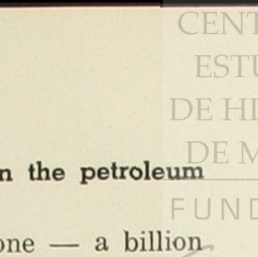 CENT
ESTU
DE HI
DE M
FUND
n the petroleum
one — a billion